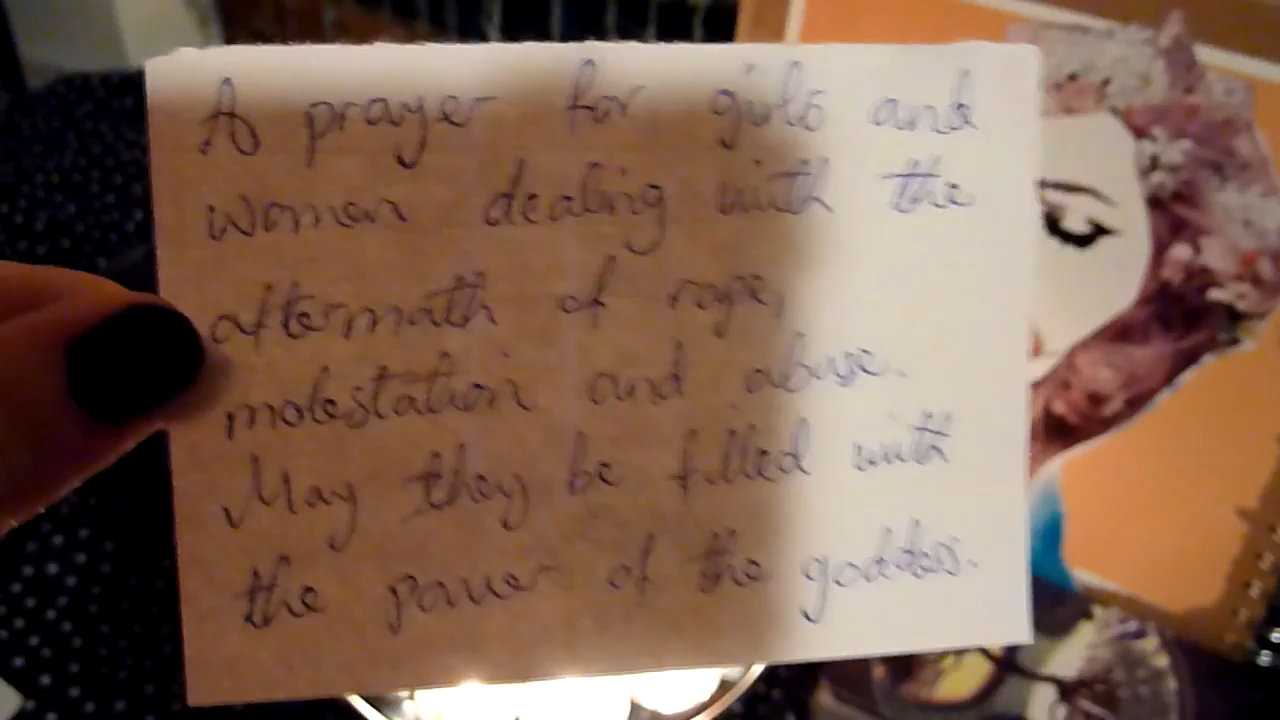 A prayer for girls and
women dealing with the
aftermath of rape,
molestation and abuse.
May they be filled with
the power of the goddess.